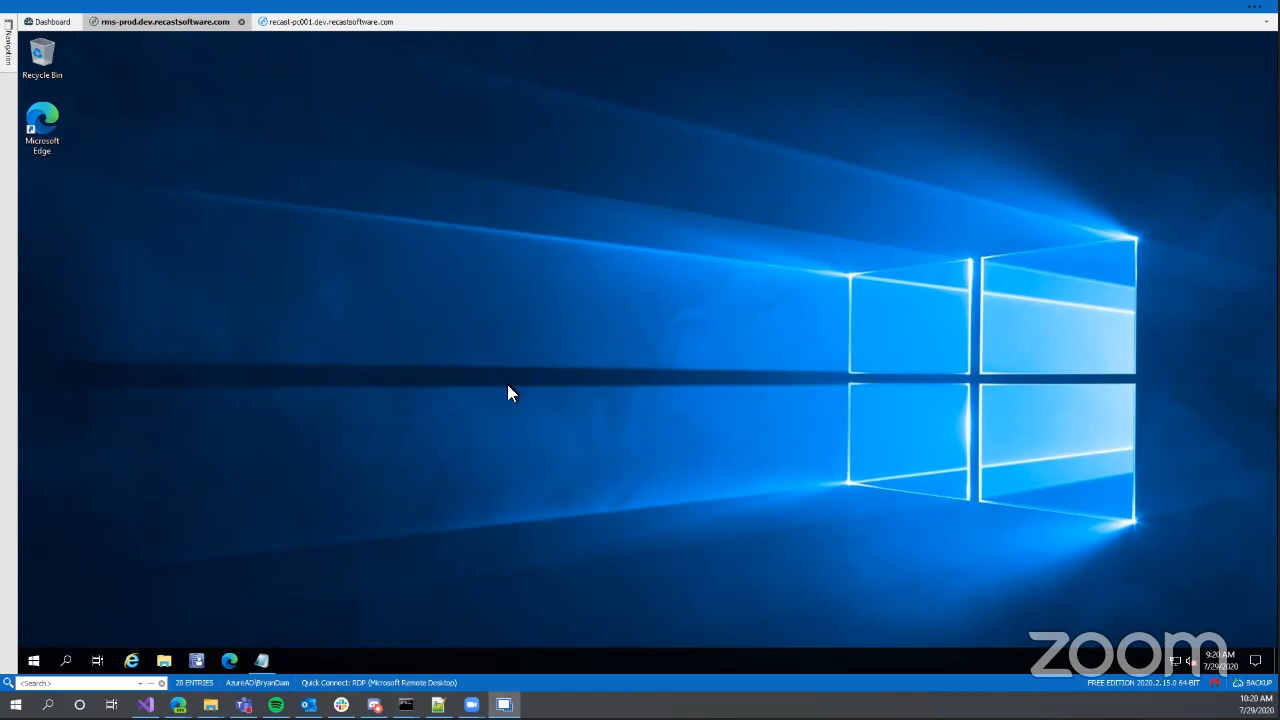 Dashboard
rms-prod.dev.recastsoftware.com
recast-pc001.dev.recastsoftware.com
Navigation
Recycle Bin
Microsoft
Edge
zoom
9:20 AM
7/29/2020
<Search>
20 ENTRIES
AzureAD\BryanDam
Quick Connect: RDP (Microsoft Remote Desktop)
FREE EDITION 2020.2.15.0 64-BIT
BACKUP
10:20 AM
7/29/2020